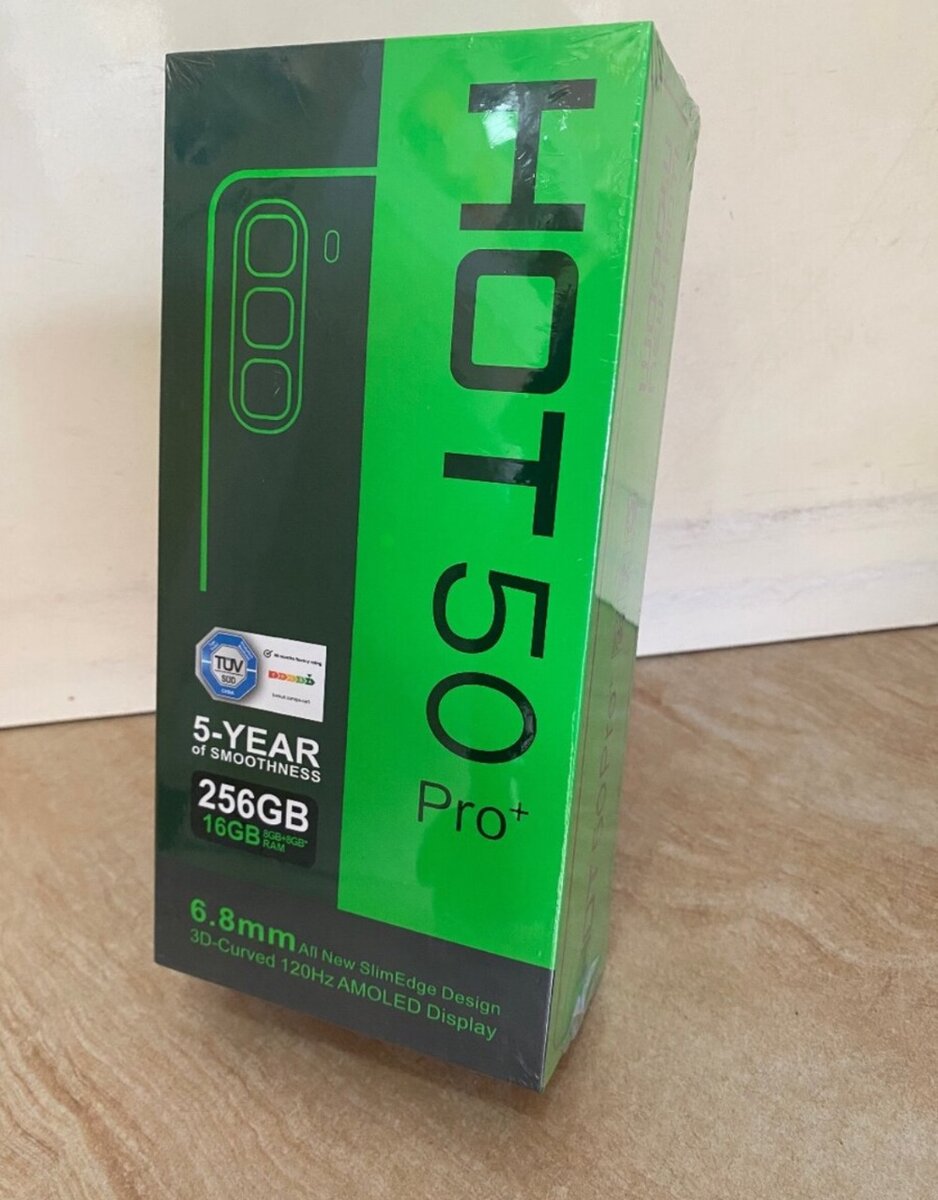 HOT 50
Pro+
TÜV
SÜD
5-YEAR
of SMOOTHNESS
256GB
16GB 8GB+8GB*
RAM
6.8mm All New SlimEdge Design
3D-Curved 120Hz AMOLED Display